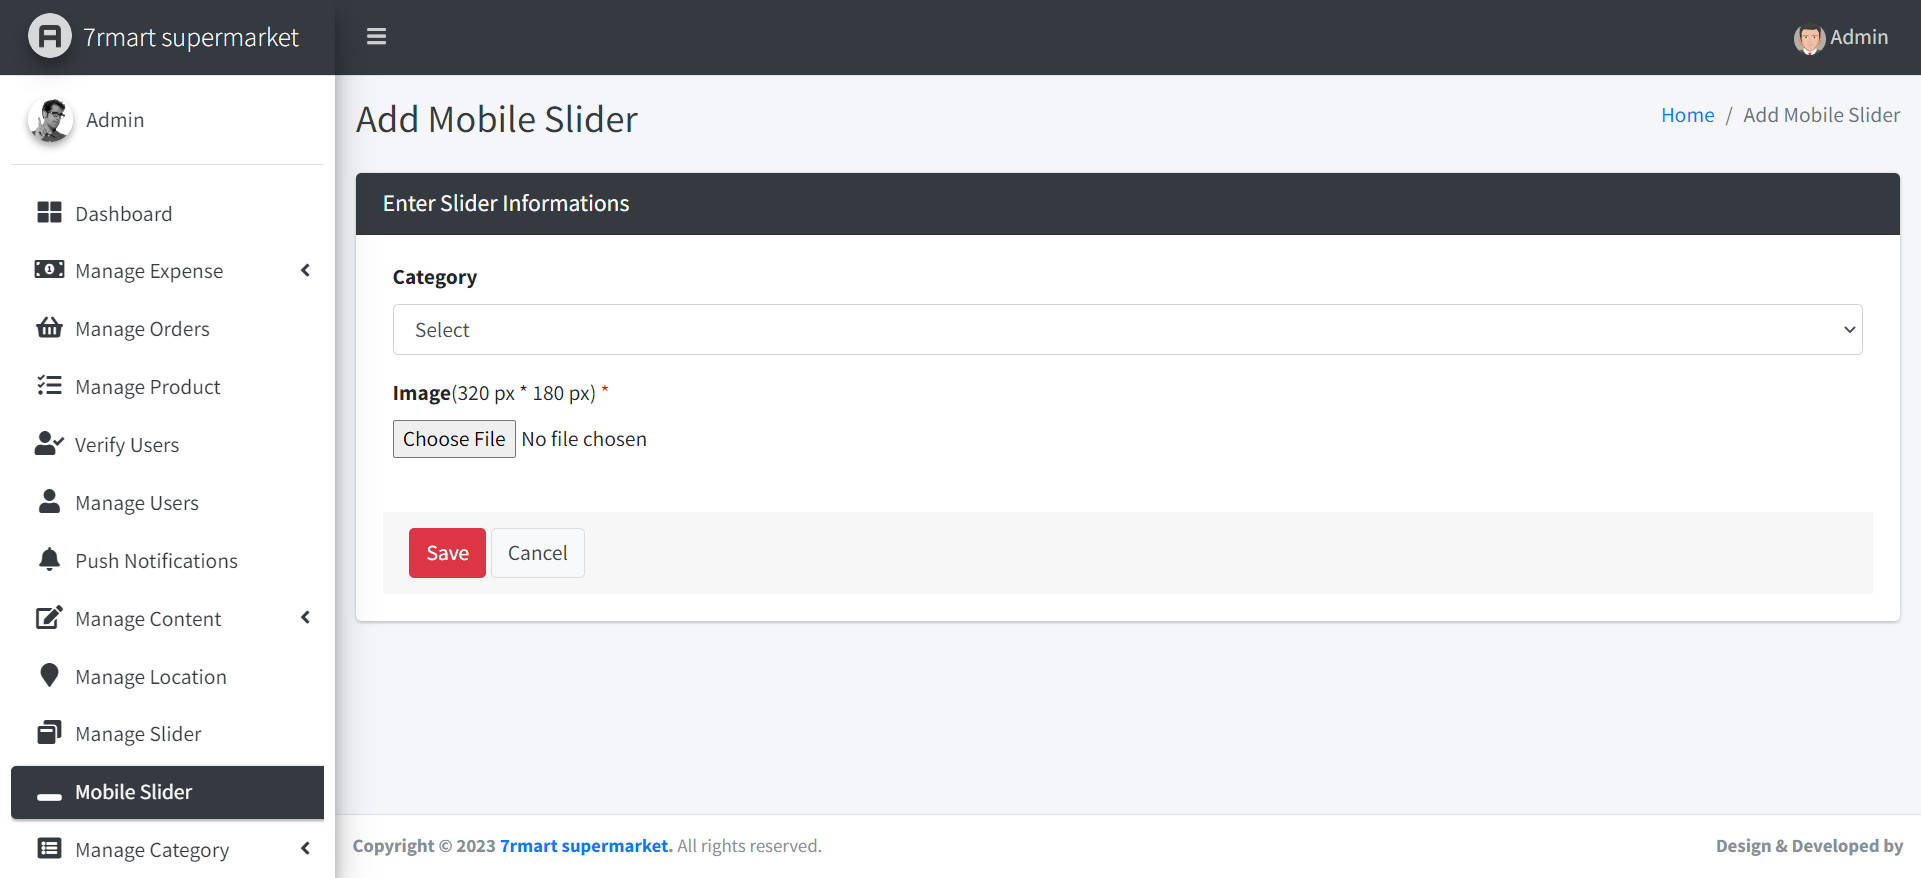 7rmart supermarket
Admin
Admin
Dashboard
Manage Expense
Manage Orders
Manage Product
Verify Users
Manage Users
Push Notifications
Manage Content
Manage Location
Manage Slider
Mobile Slider
Manage Category
Add Mobile Slider
Home / Add Mobile Slider
Enter Slider Informations
Category
Select
Image(320 px * 180 px) *
Choose File No file chosen
Save Cancel
Copyright © 2023 7rmart supermarket. All rights reserved.
Design & Developed by